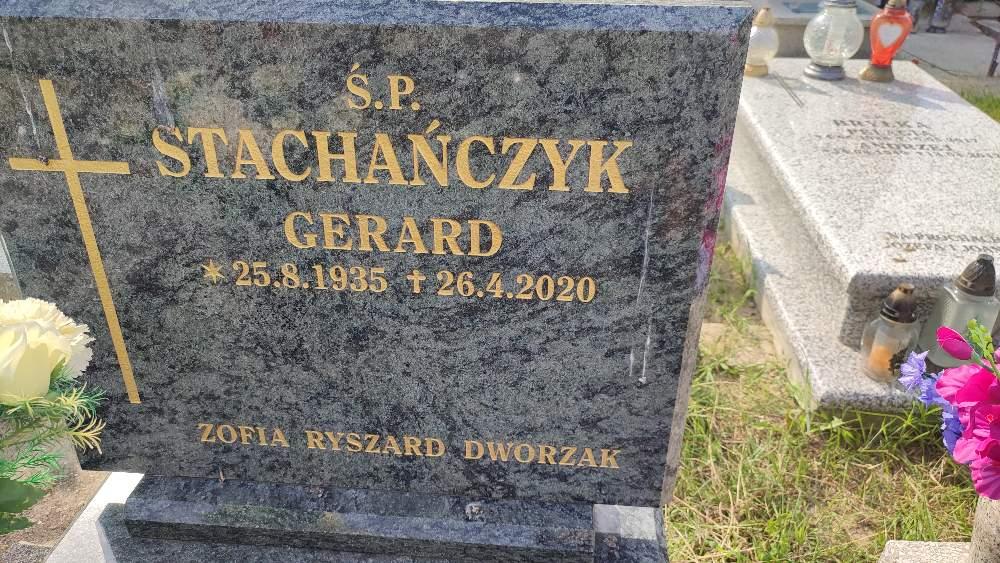 Ś.P.
STACHAŃCZYK
GERARD
* 25.8.1935 ✝ 26.4.2020
ZOFIA RYSZARD DWORZAK